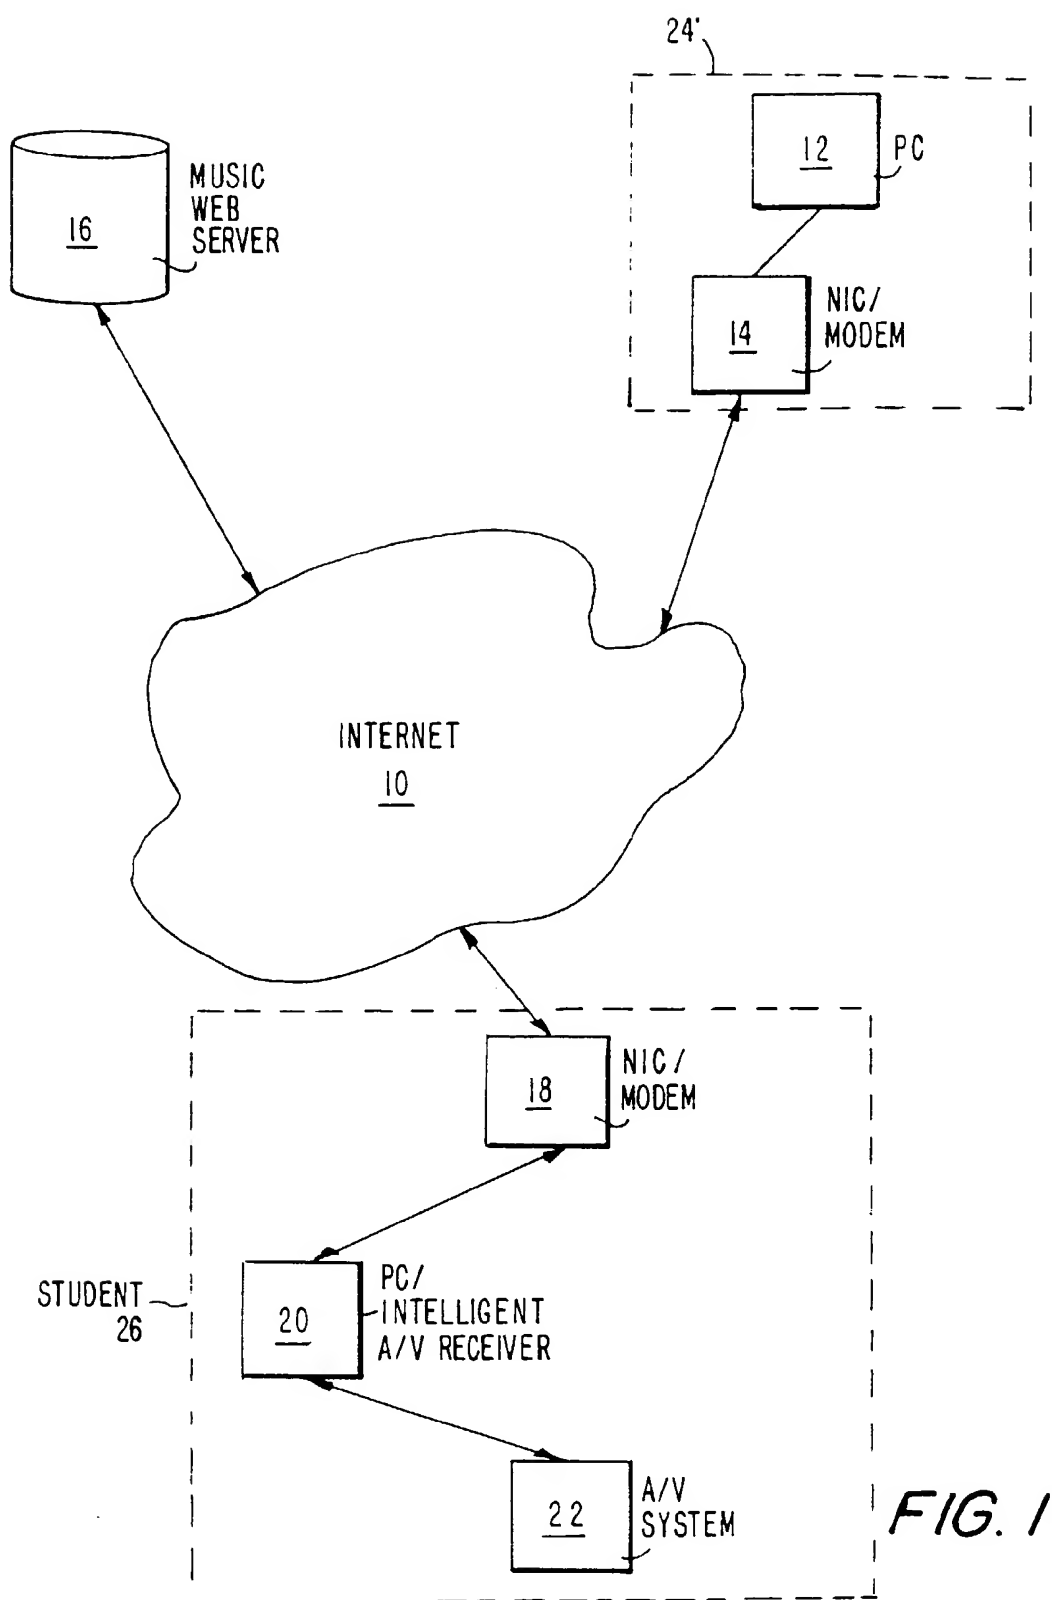 24'
12
PC
MUSIC
WEB
SERVER
16
NIC/
MODEM
14
INTERNET
10
NIC/
MODEM
18
STUDENT
26
PC/
INTELLIGENT
A/V RECEIVER
20
A/V
SYSTEM
22
FIG. 1